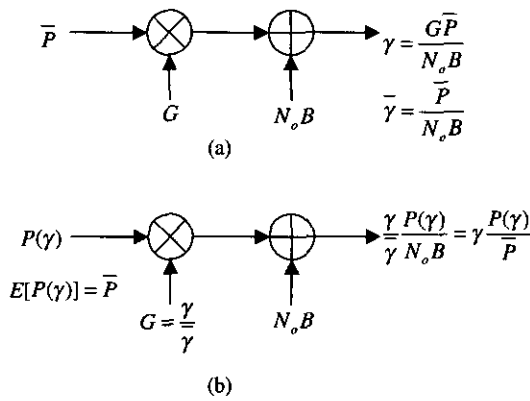 P̅
γ = GP̅ / N_oB
G
N_oB
γ̅ = P̅ / N_oB
(a)
P(γ)
γ/γ̅ P(γ)/N_oB = γ P(γ)/P̅
E[P(γ)] = P̅
G = γ/γ̅
N_oB
(b)